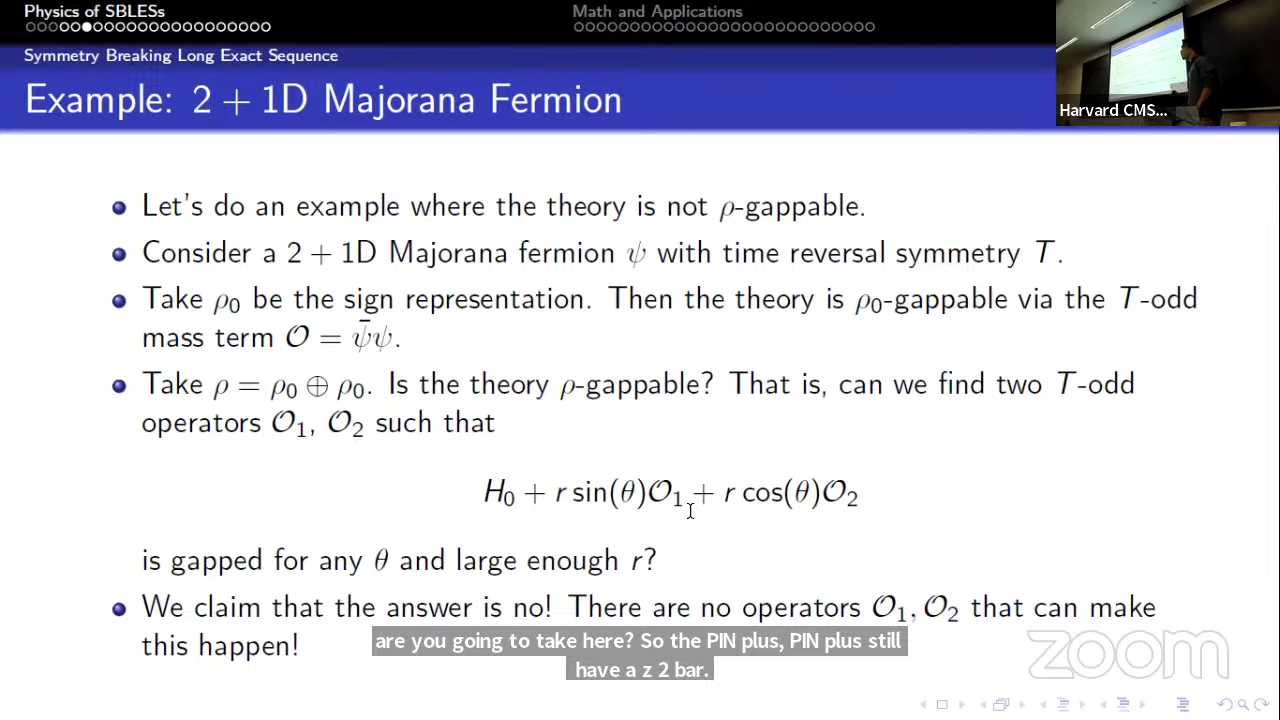 Physics of SBLESs
Math and Applications
Symmetry Breaking Long Exact Sequence
Example: 2 + 1D Majorana Fermion
Harvard CMS...
Let's do an example where the theory is not ρ-gappable.
Consider a 2 + 1D Majorana fermion ψ with time reversal symmetry T.
Take ρ₀ be the sign representation. Then the theory is ρ₀-gappable via the T-odd
mass term 𝒪 = ψ̄ψ.
Take ρ = ρ₀ ⊕ ρ₀. Is the theory ρ-gappable? That is, can we find two T-odd
operators 𝒪₁, 𝒪₂ such that
H₀ + r sin(θ)𝒪₁ + r cos(θ)𝒪₂
is gapped for any θ and large enough r?
We claim that the answer is no! There are no operators 𝒪₁, 𝒪₂ that can make
this happen!
are you going to take here? So the PIN plus, PIN plus still
have a z 2 bar.
zoom